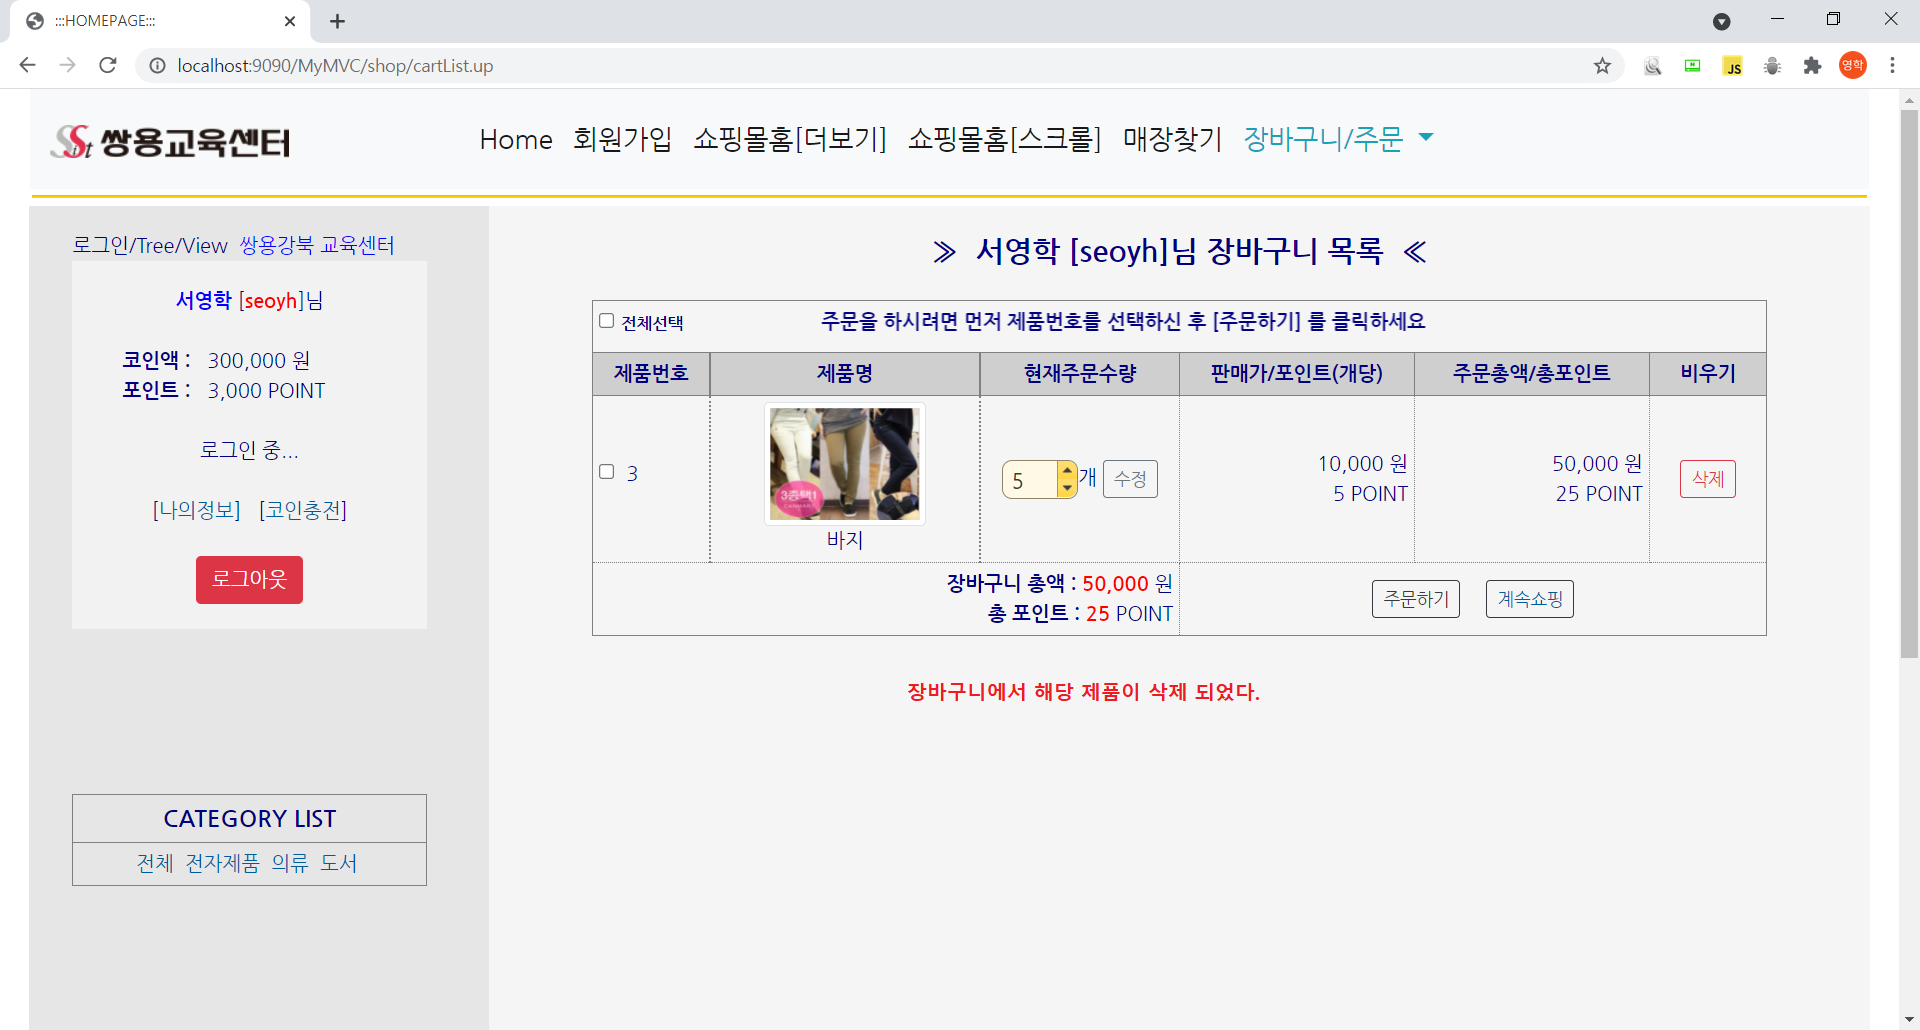 :::HOMEPAGE:::
localhost:9090/MyMVC/shop/cartList.up
JS
영학
SSist 쌍용교육센터
Home 회원가입 쇼핑몰홈[더보기] 쇼핑몰홈[스크롤] 매장찾기 장바구니/주문
로그인/Tree/View 쌍용강북 교육센터
서영학 [seoyh]님
코인액 : 300,000 원
포인트 : 3,000 POINT
로그인 중...
[나의정보] [코인충전]
로그아웃
CATEGORY LIST
전체 전자제품 의류 도서
≫ 서영학 [seoyh]님 장바구니 목록 ≪
전체선택 주문을 하시려면 먼저 제품번호를 선택하신 후 [주문하기] 를 클릭하세요
제품번호 제품명 현재주문수량 판매가/포인트(개당) 주문총액/총포인트 비우기
3종택1
3 바지 5 개 수정
10,000 원
5 POINT
50,000 원
25 POINT
삭제
장바구니 총액 : 50,000 원
총 포인트 : 25 POINT
주문하기 계속쇼핑
장바구니에서 해당 제품이 삭제 되었다.